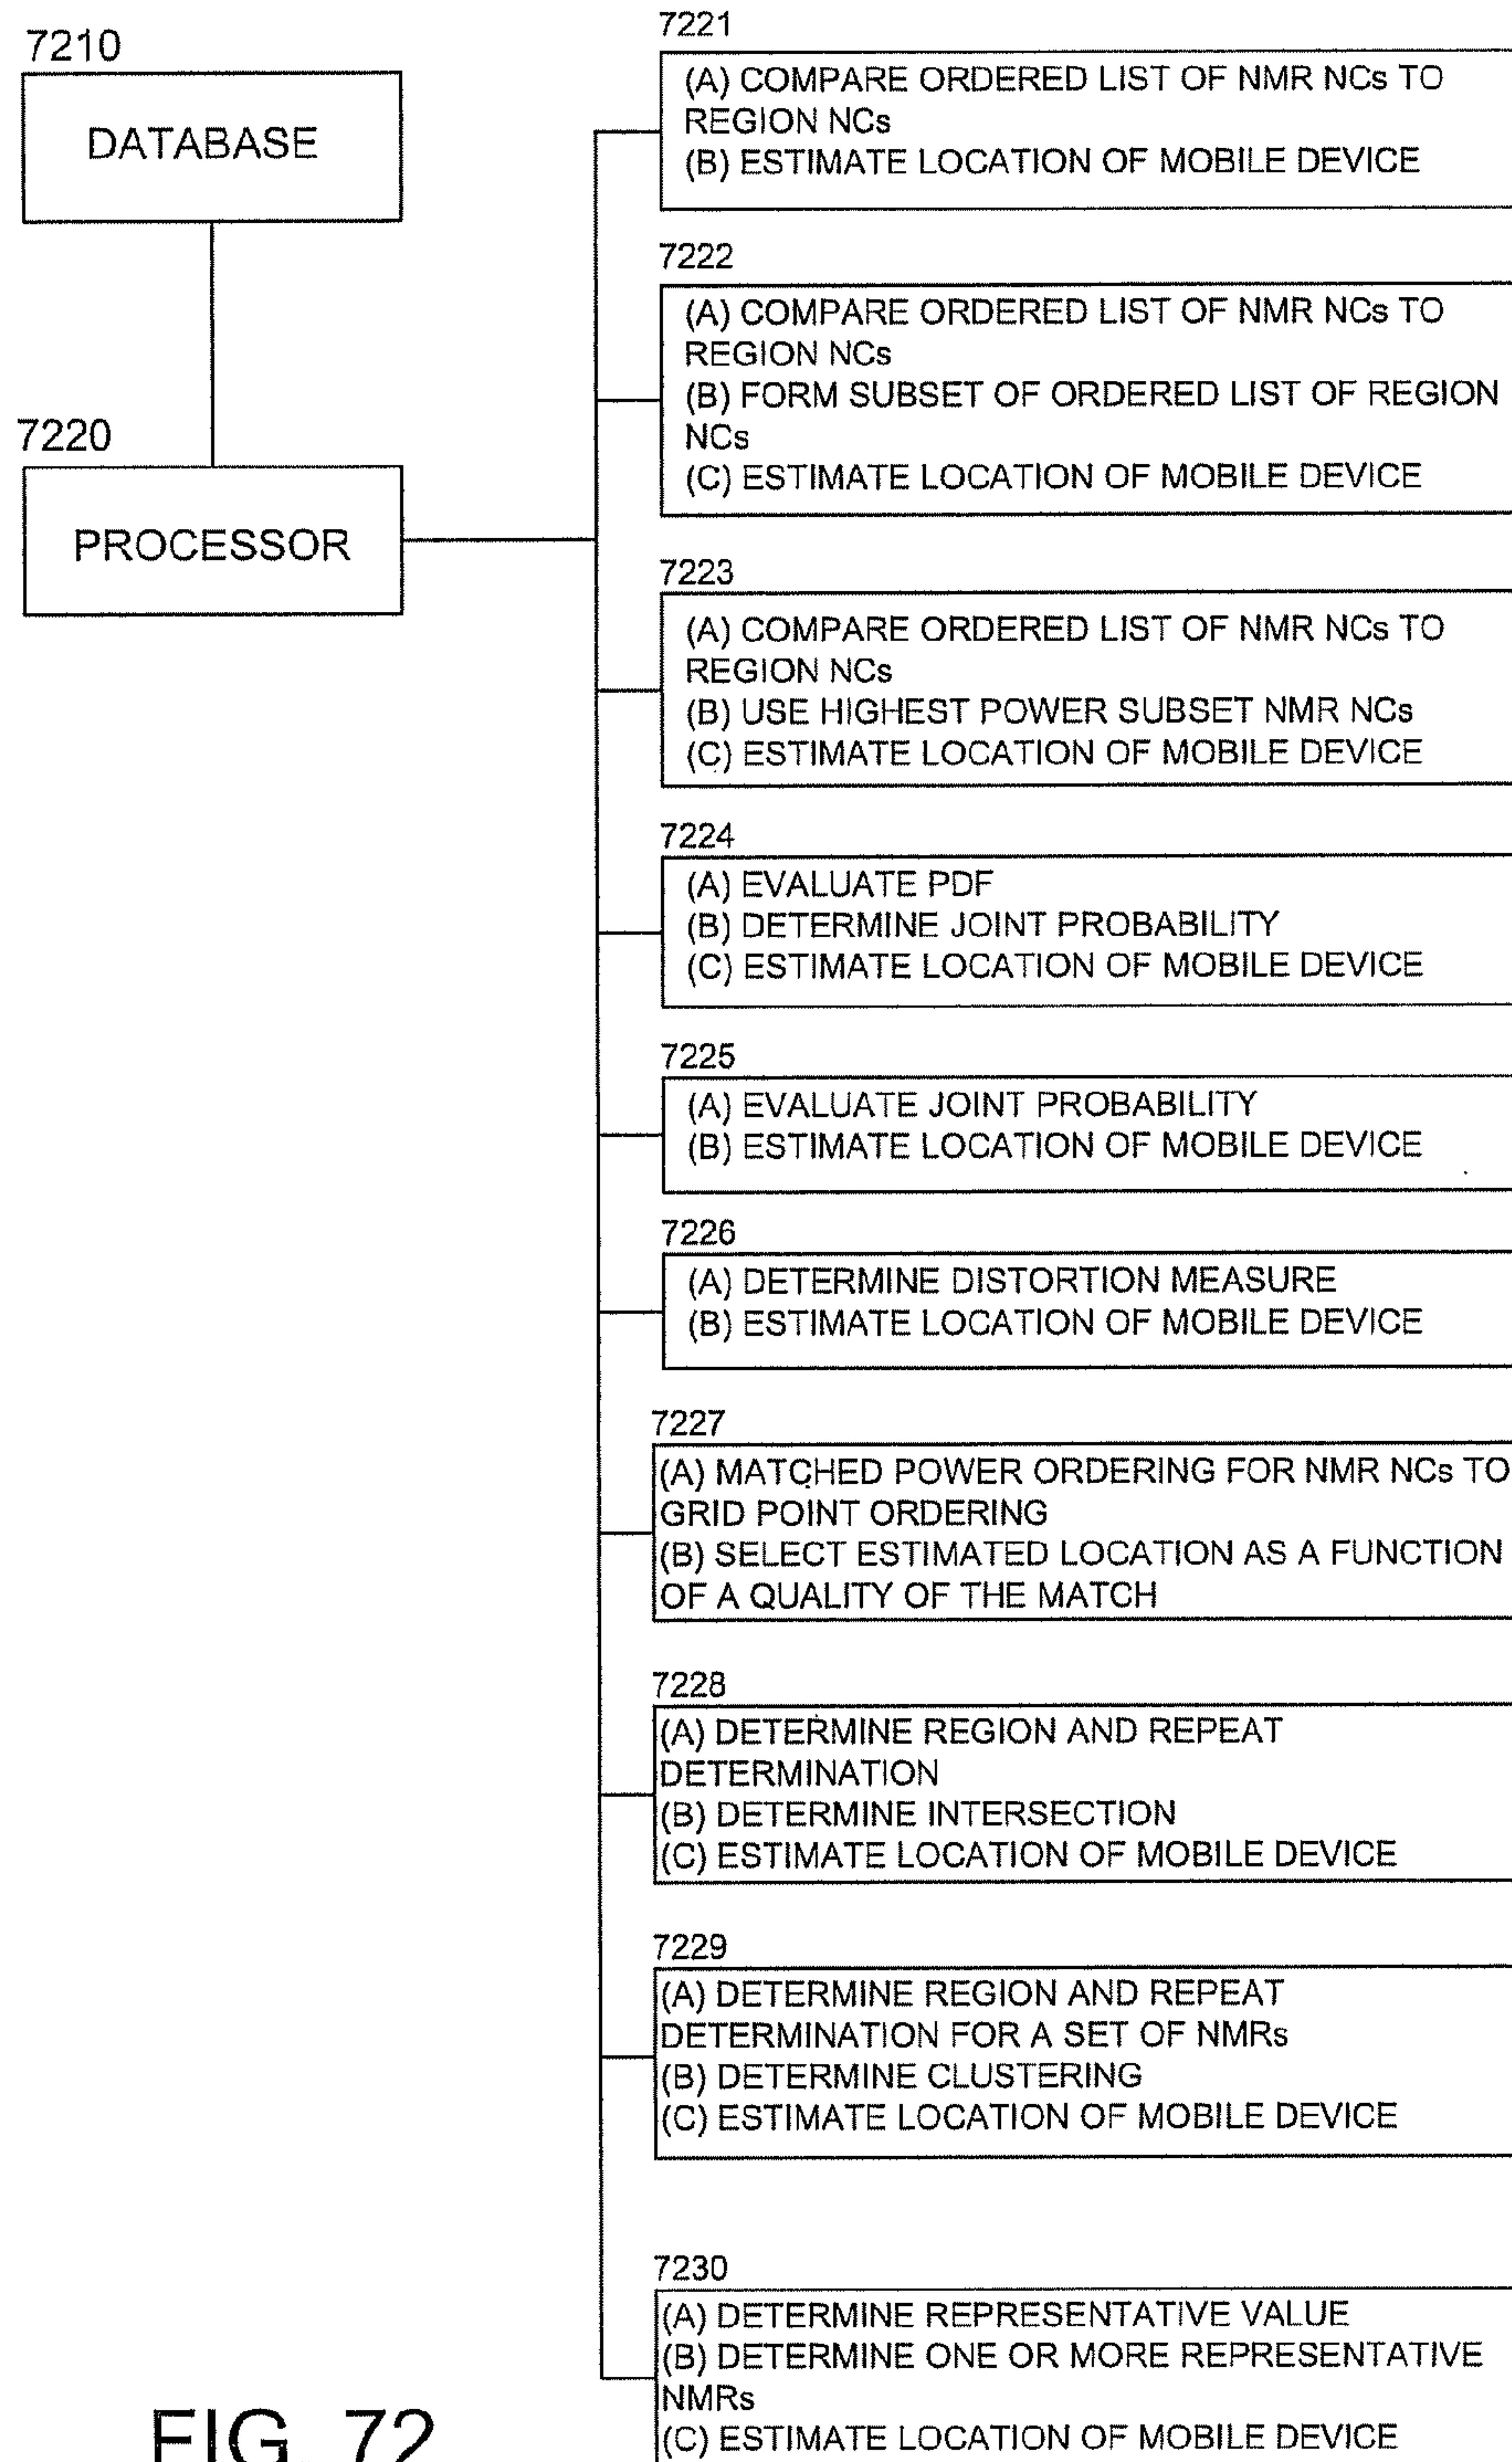 7210
DATABASE
7220
PROCESSOR
7221
(A) COMPARE ORDERED LIST OF NMR NCs TO
REGION NCs
(B) ESTIMATE LOCATION OF MOBILE DEVICE
7222
(A) COMPARE ORDERED LIST OF NMR NCs TO
REGION NCs
(B) FORM SUBSET OF ORDERED LIST OF REGION
NCs
(C) ESTIMATE LOCATION OF MOBILE DEVICE
7223
(A) COMPARE ORDERED LIST OF NMR NCs TO
REGION NCs
(B) USE HIGHEST POWER SUBSET NMR NCs
(C) ESTIMATE LOCATION OF MOBILE DEVICE
7224
(A) EVALUATE PDF
(B) DETERMINE JOINT PROBABILITY
(C) ESTIMATE LOCATION OF MOBILE DEVICE
7225
(A) EVALUATE JOINT PROBABILITY
(B) ESTIMATE LOCATION OF MOBILE DEVICE
7226
(A) DETERMINE DISTORTION MEASURE
(B) ESTIMATE LOCATION OF MOBILE DEVICE
7227
(A) MATCHED POWER ORDERING FOR NMR NCs TO
GRID POINT ORDERING
(B) SELECT ESTIMATED LOCATION AS A FUNCTION
OF A QUALITY OF THE MATCH
7228
(A) DETERMINE REGION AND REPEAT
DETERMINATION
(B) DETERMINE INTERSECTION
(C) ESTIMATE LOCATION OF MOBILE DEVICE
7229
(A) DETERMINE REGION AND REPEAT
DETERMINATION FOR A SET OF NMRs
(B) DETERMINE CLUSTERING
(C) ESTIMATE LOCATION OF MOBILE DEVICE
7230
(A) DETERMINE REPRESENTATIVE VALUE
(B) DETERMINE ONE OR MORE REPRESENTATIVE
NMRs
(C) ESTIMATE LOCATION OF MOBILE DEVICE
FIG. 72